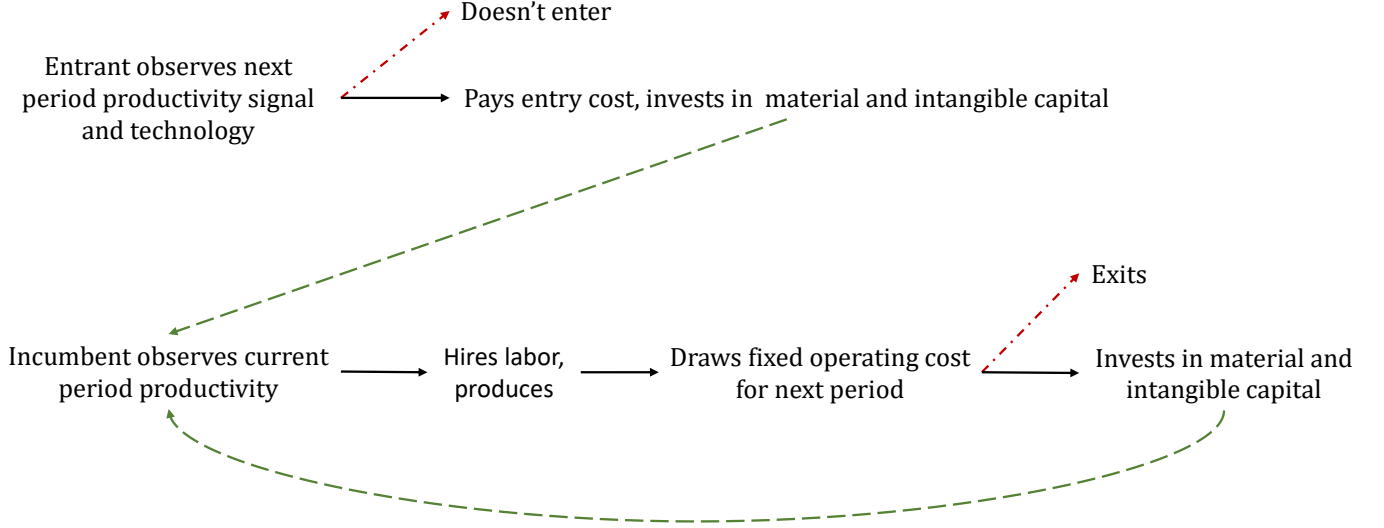 Doesn’t enter
Entrant observes next
period productivity signal
and technology
Pays entry cost, invests in  material and intangible capital
Exits
Incumbent observes current
period productivity
Hires labor,
produces
Draws fixed operating cost
for next period
Invests in material and
intangible capital